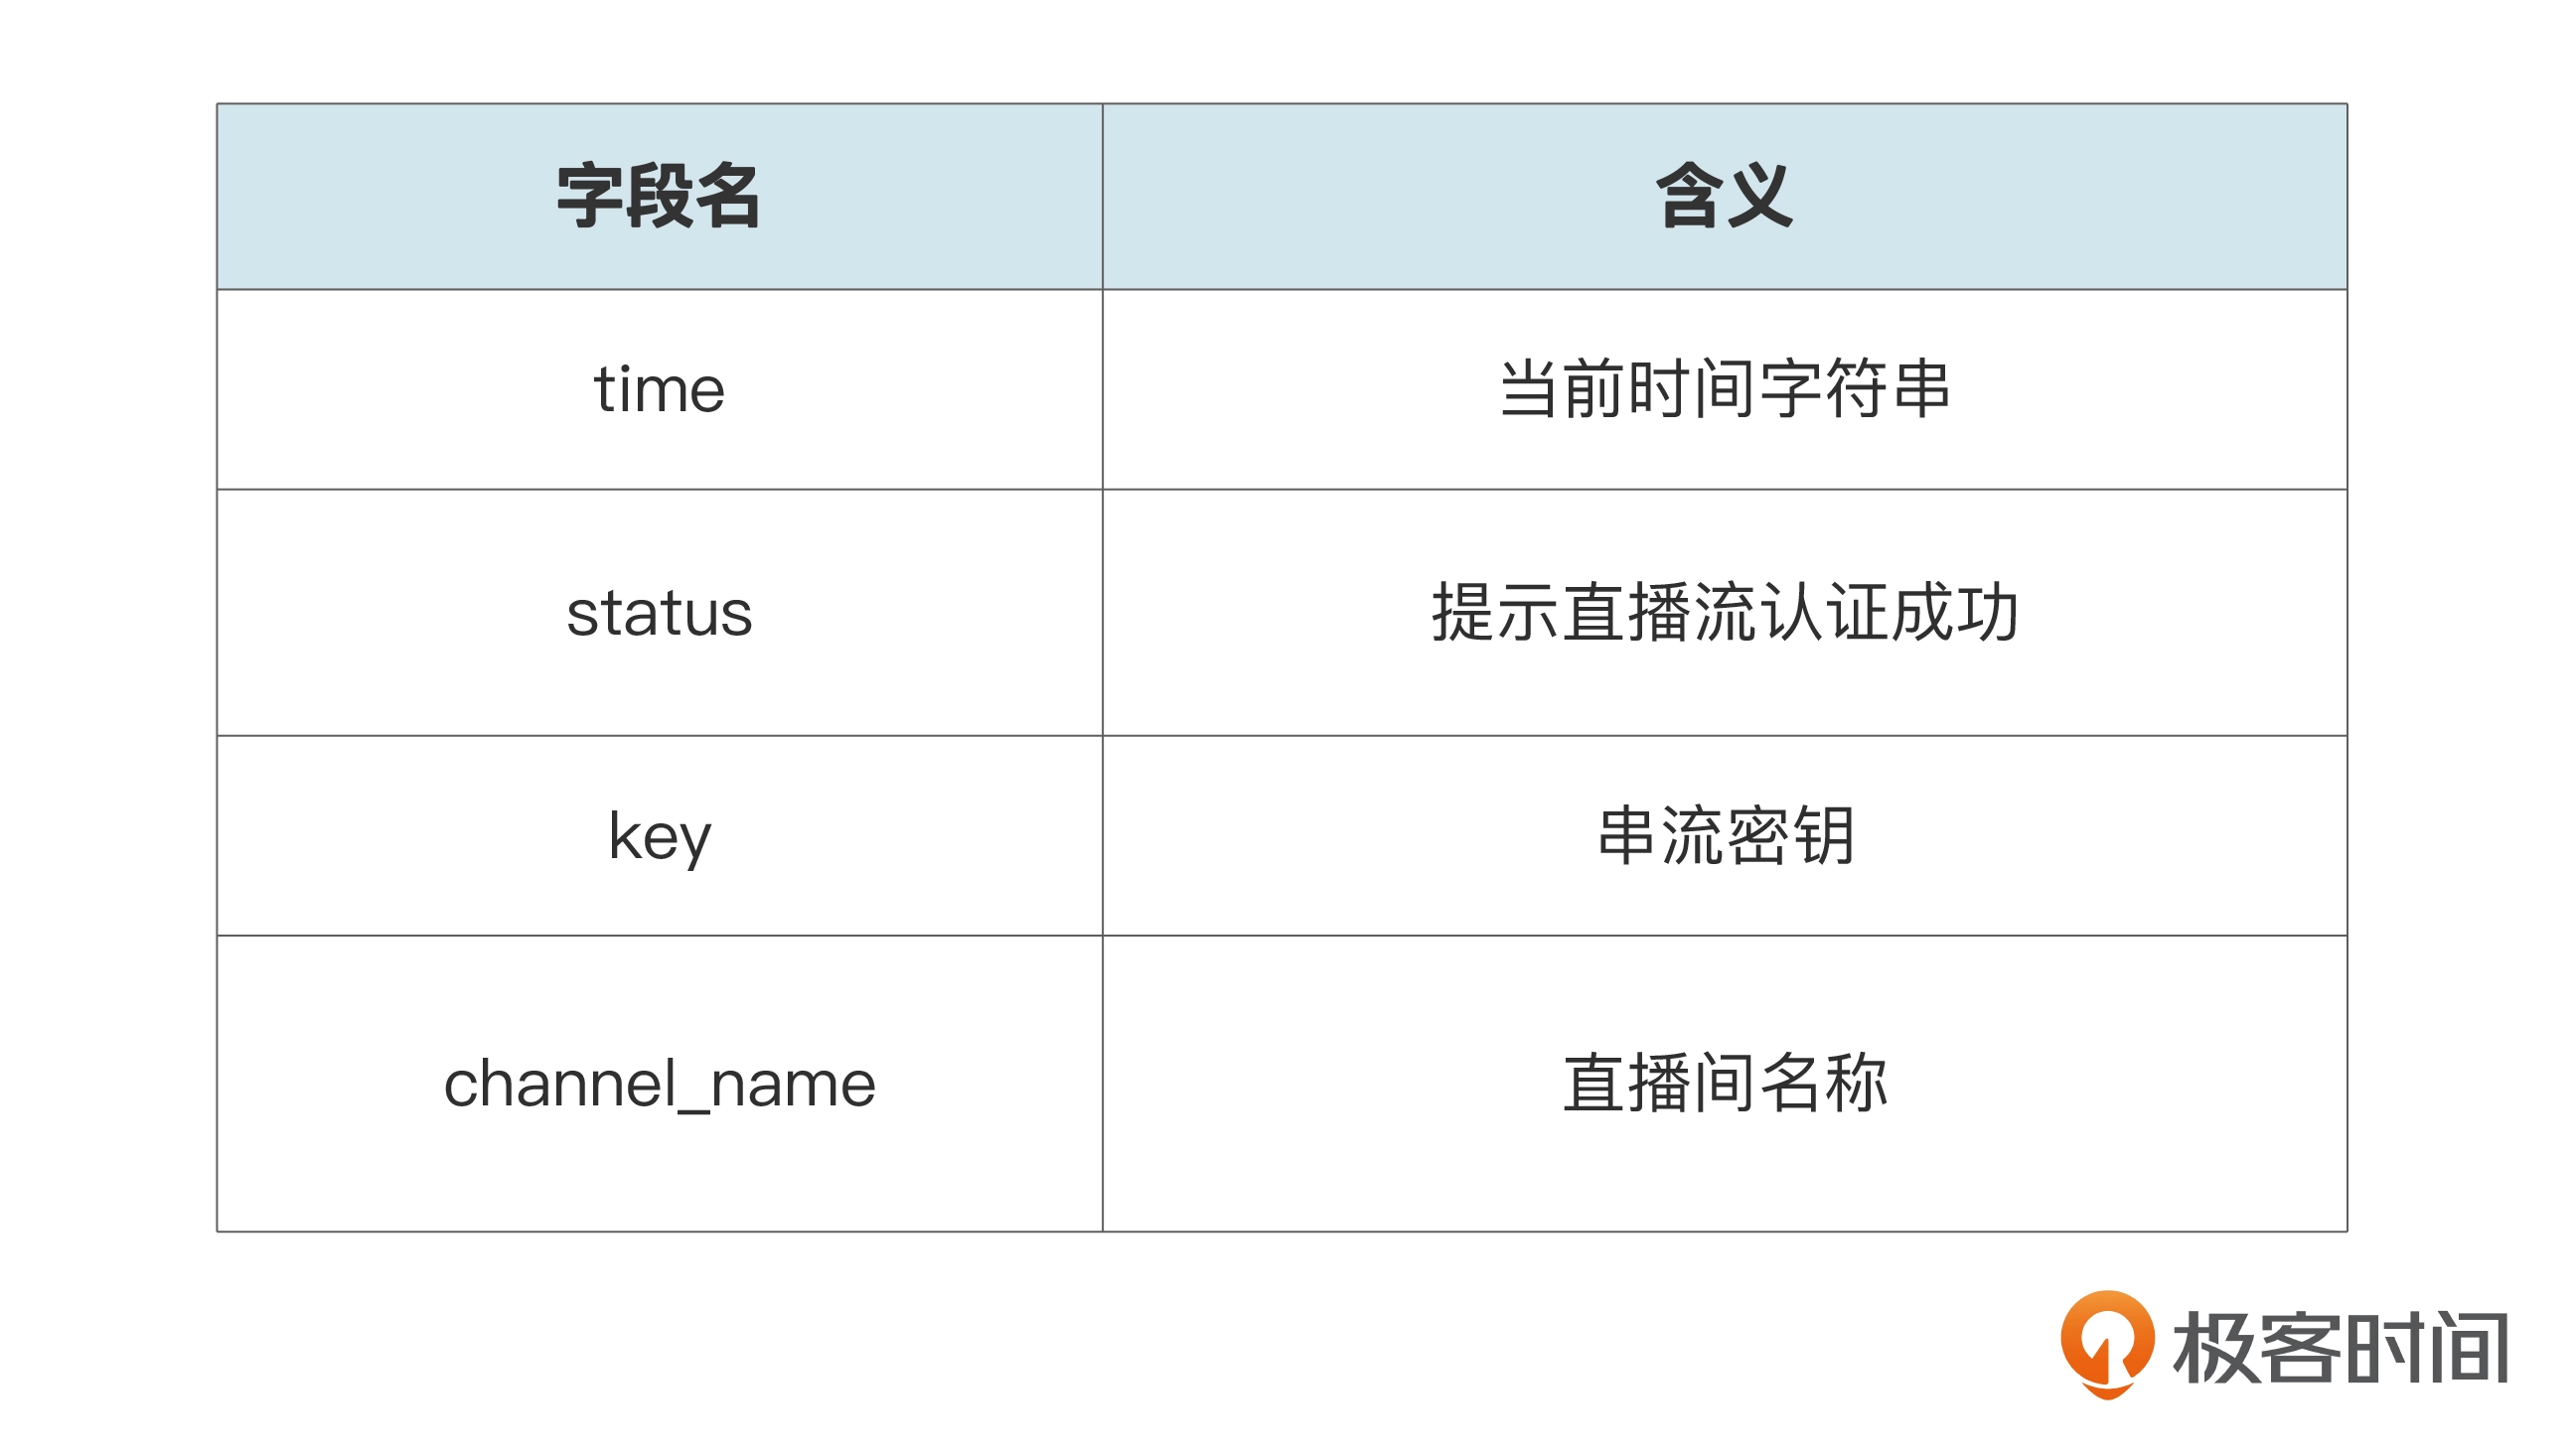 字段名 含义
time 当前时间字符串
status 提示直播流认证成功
key 串流密钥
channel_name 直播间名称
极客时间